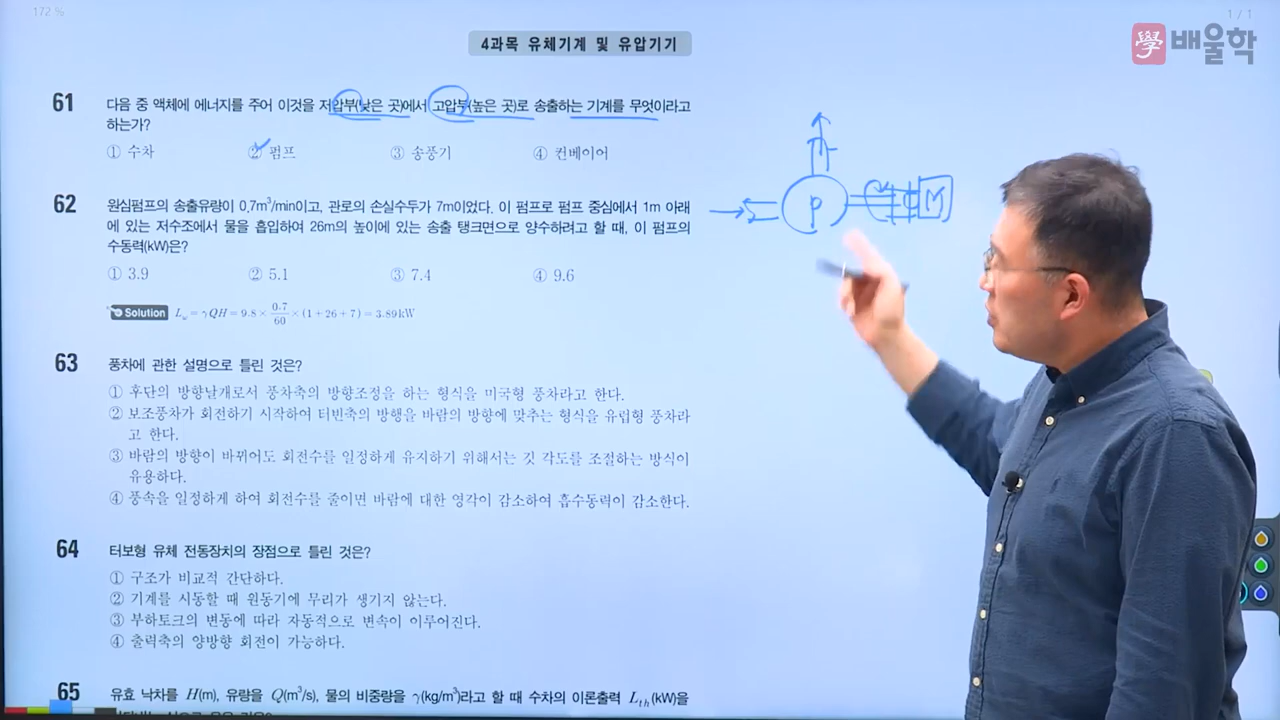 172 %
1 / 1
學 배울학
4과목 유체기계 및 유압기기
61 다음 중 액체에 에너지를 주어 이것을 저압부(낮은 곳)에서 고압부(높은 곳)로 송출하는 기계를 무엇이라고
하는가?
① 수차 ② 펌프 ③ 송풍기 ④ 컨베이어
P M
62 원심펌프의 송출유량이 0.7m³/min이고, 관로의 손실수두가 7m이었다. 이 펌프로 펌프 중심에서 1m 아래
에 있는 저수조에서 물을 흡입하여 26m의 높이에 있는 송출 탱크면으로 양수하려고 할 때, 이 펌프의
수동력(kW)은?
① 3.9 ② 5.1 ③ 7.4 ④ 9.6
Solution L_w = γQH = 9.8 × 0.7/60 × (1+26+7) = 3.89kW
63 풍차에 관한 설명으로 틀린 것은?
① 후단의 방향날개로서 풍차축의 방향조정을 하는 형식을 미국형 풍차라고 한다.
② 보조풍차가 회전하기 시작하여 터빈축의 방행을 바람의 방향에 맞추는 형식을 유럽형 풍차라
고 한다.
③ 바람의 방향이 바뀌어도 회전수를 일정하게 유지하기 위해서는 깃 각도를 조절하는 방식이
유용하다.
④ 풍속을 일정하게 하여 회전수를 줄이면 바람에 대한 영각이 감소하여 흡수동력이 감소한다.
64 터보형 유체 전동장치의 장점으로 틀린 것은?
① 구조가 비교적 간단하다.
② 기계를 시동할 때 원동기에 무리가 생기지 않는다.
③ 부하토크의 변동에 따라 자동적으로 변속이 이루어진다.
④ 출력축의 양방향 회전이 가능하다.
65 유효 낙차를 H(m), 유량을 Q(m³/s), 물의 비중량을 γ(kg/m³)라고 할 때 수차의 이론출력 L_th(kW)을